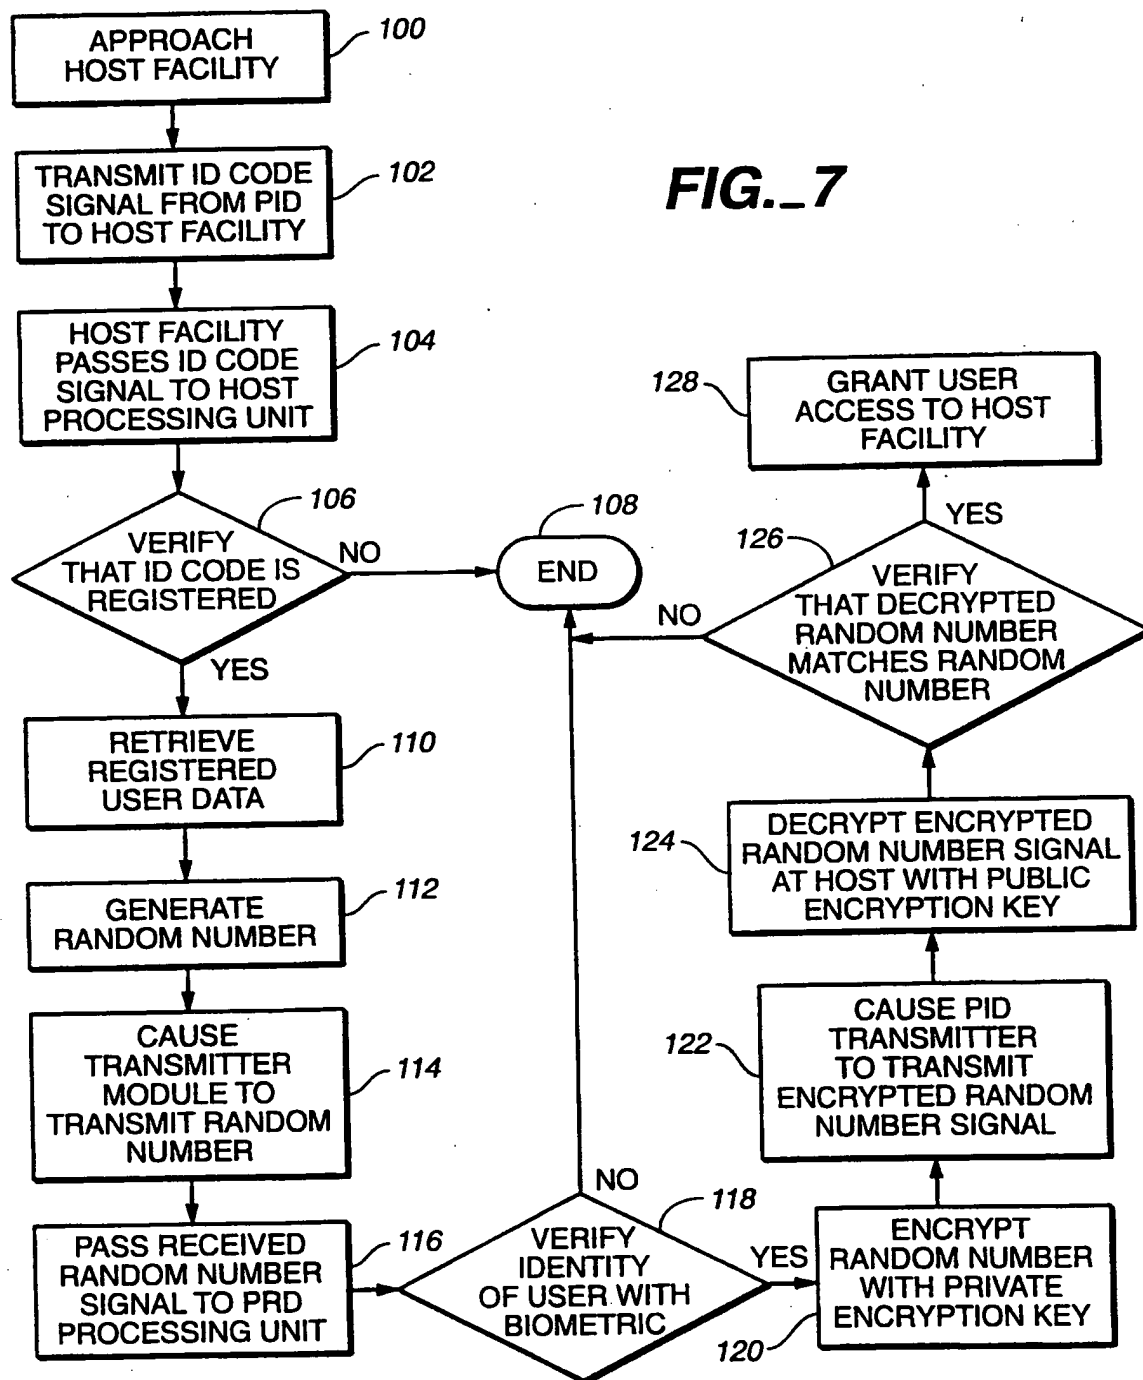 APPROACH
HOST FACILITY
100
TRANSMIT ID CODE
SIGNAL FROM PID
TO HOST FACILITY
102
FIG._7
HOST FACILITY
PASSES ID CODE
SIGNAL TO HOST
PROCESSING UNIT
104
VERIFY
THAT ID CODE IS
REGISTERED
106
NO
YES
END
108
RETRIEVE
REGISTERED
USER DATA
110
GENERATE
RANDOM NUMBER
112
CAUSE
TRANSMITTER
MODULE TO
TRANSMIT RANDOM
NUMBER
114
PASS RECEIVED
RANDOM NUMBER
SIGNAL TO PRD
PROCESSING UNIT
116
VERIFY
IDENTITY
OF USER WITH
BIOMETRIC
118
NO
YES
ENCRYPT
RANDOM NUMBER
WITH PRIVATE
ENCRYPTION KEY
120
CAUSE PID
TRANSMITTER
TO TRANSMIT
ENCRYPTED RANDOM
NUMBER SIGNAL
122
DECRYPT ENCRYPTED
RANDOM NUMBER SIGNAL
AT HOST WITH PUBLIC
ENCRYPTION KEY
124
VERIFY
THAT DECRYPTED
RANDOM NUMBER
MATCHES RANDOM
NUMBER
126
NO
YES
GRANT USER
ACCESS TO HOST
FACILITY
128